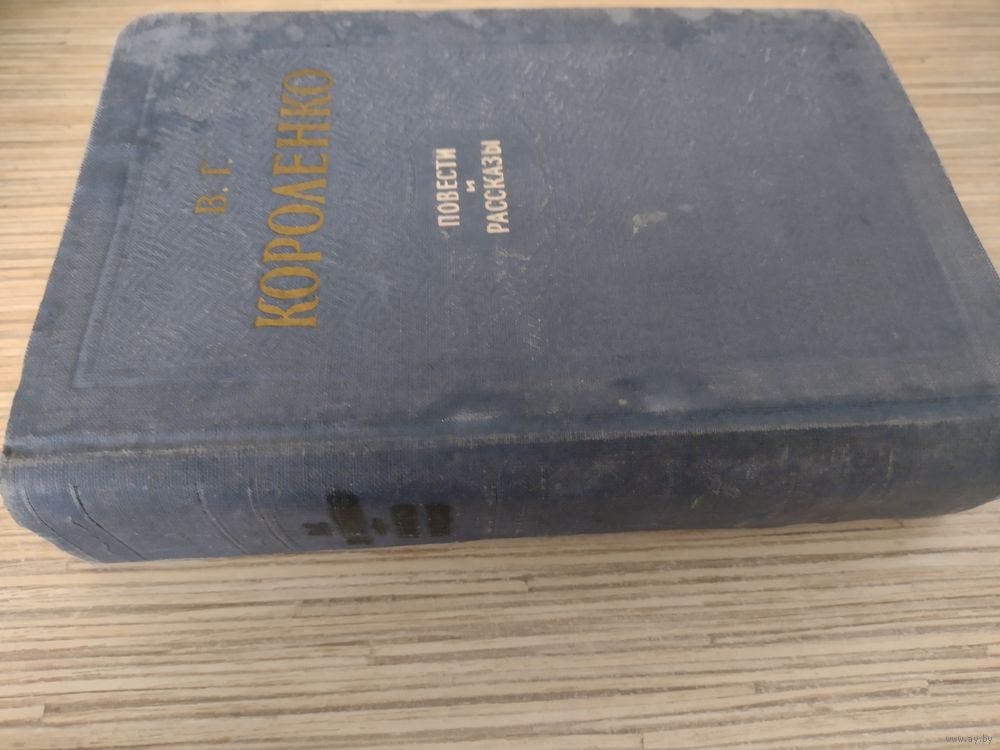 В. Г.
КОРОЛЕНКО
ПОВЕСТИ
и
РАССКАЗЫ
www.ay.by